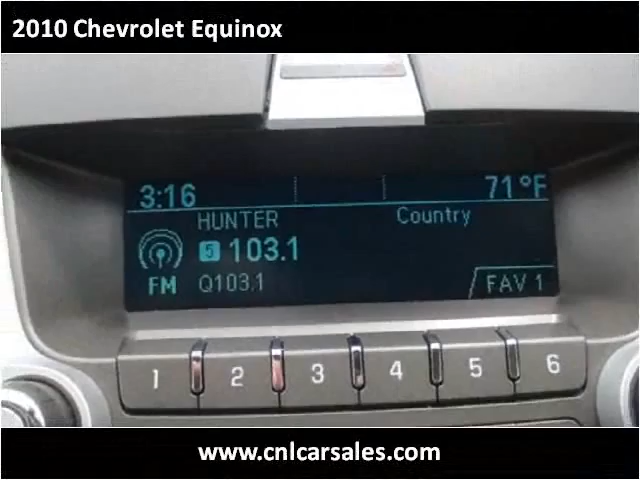 2010 Chevrolet Equinox
3:16 71°F
HUNTER Country
5 103.1
FM Q103.1 FAV 1
1 2 3 4 5 6
www.cnlcarsales.com